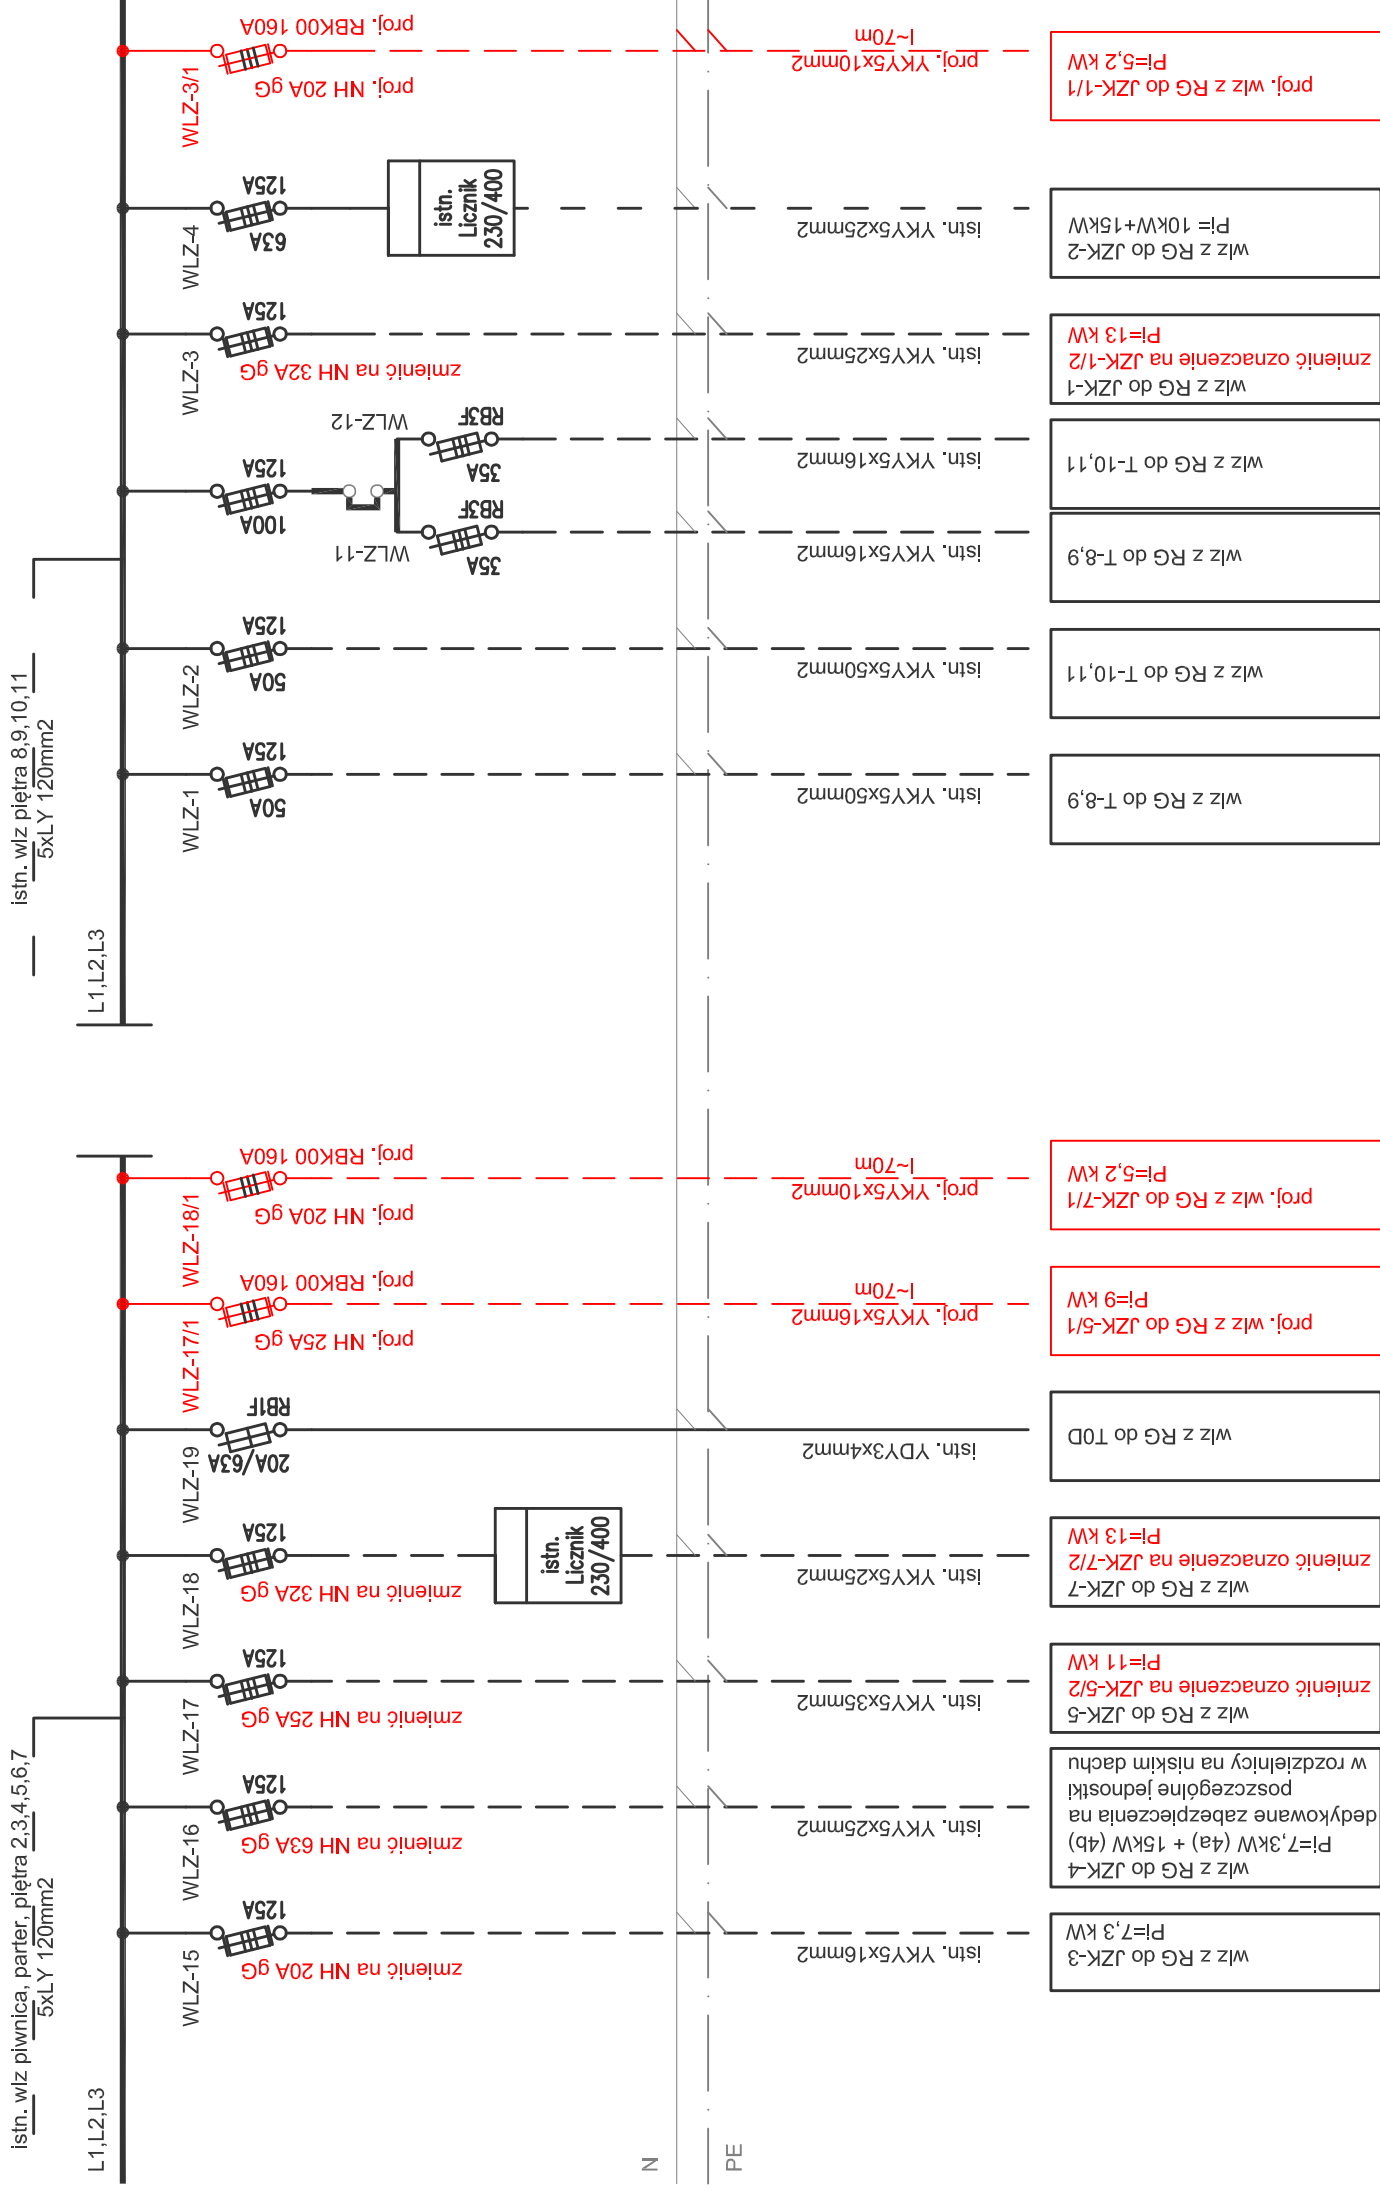 istn. wlz piwnica, parter, piętra 2,3,4,5,6,7
5xLY 120mm2
L1,L2,L3
N
PE
WLZ-15
125A
zmienić na NH 20A gG
istn. YKY5x16mm2
wlz z RG do JZK-3
Pi=7,3 kW
WLZ-16
125A
zmienić na NH 63A gG
istn. YKY5x25mm2
wlz z RG do JZK-4
Pi=7,3kW (4a) + 15kW (4b)
dedykowane zabezpieczenia na
poszczególne jednostki
w rozdzielnicy na niskim dachu
WLZ-17
125A
zmienić na NH 25A gG
istn. YKY5x35mm2
wlz z RG do JZK-5
zmienić oznaczenie na JZK-5/2
Pi=11 kW
WLZ-18
125A
zmienić na NH 32A gG
istn.
Licznik
230/400
istn. YKY5x25mm2
wlz z RG do JZK-7
zmienić oznaczenie na JZK-7/2
Pi=13 kW
WLZ-19
RB1F
20A/63A
istn. YDY3x4mm2
wlz z RG do T0D
WLZ-17/1
proj. RBK00 160A
proj. NH 25A gG
proj. YKY5x16mm2
l~70m
proj. wlz z RG do JZK-5/1
Pi=9 kW
WLZ-18/1
proj. RBK00 160A
proj. NH 20A gG
proj. YKY5x10mm2
l~70m
proj. wlz z RG do JZK-7/1
Pi=5,2 kW
istn. wlz piętra 8,9,10,11
5xLY 120mm2
L1,L2,L3
WLZ-1
125A
50A
istn. YKY5x50mm2
wlz z RG do T-8,9
WLZ-2
125A
50A
istn. YKY5x50mm2
wlz z RG do T-10,11
125A
100A
WLZ-11
RB3F
35A
istn. YKY5x16mm2
wlz z RG do T-8,9
WLZ-12
RB3F
35A
istn. YKY5x16mm2
wlz z RG do T-10,11
WLZ-3
125A
zmienić na NH 32A gG
istn. YKY5x25mm2
wlz z RG do JZK-1
zmienić oznaczenie na JZK-1/2
Pi=13 kW
WLZ-4
125A
63A
istn.
Licznik
230/400
istn. YKY5x25mm2
wlz z RG do JZK-2
Pi= 10kW+15kW
WLZ-3/1
proj. RBK00 160A
proj. NH 20A gG
proj. YKY5x10mm2
l~70m
proj. wlz z RG do JZK-1/1
Pi=5,2 kW